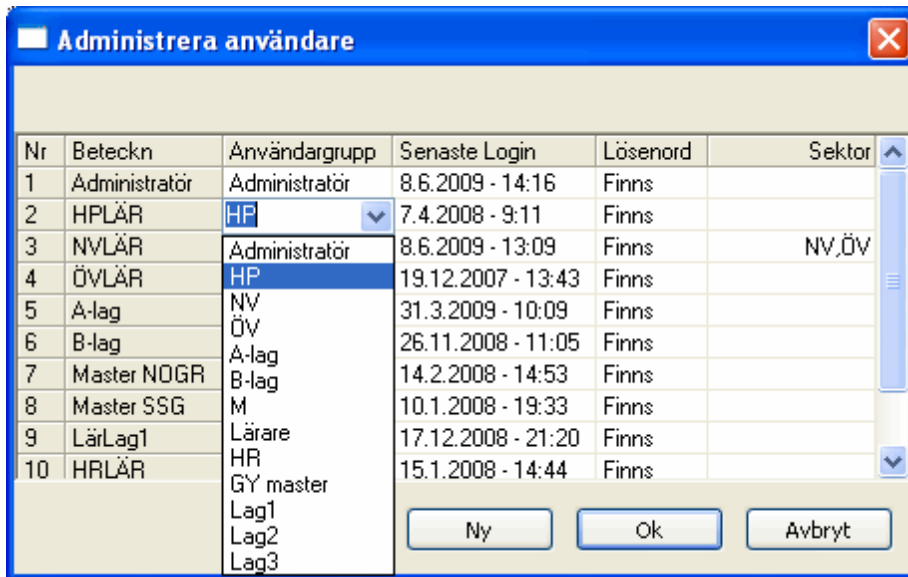 Administrera användare
Nr Beteckn Användargrupp Senaste Login Lösenord Sektor
1 Administratör Administratör 8.6.2009 - 14:16 Finns
2 HPLÄR HP 7.4.2008 - 9:11 Finns
3 NVLÄR Administratör 8.6.2009 - 13:09 Finns NV,ÖV
4 ÖVLÄR HP 19.12.2007 - 13:43 Finns
NV
5 A-lag ÖV 31.3.2009 - 10:09 Finns
6 B-lag A-lag 26.11.2008 - 11:05 Finns
7 Master NOGR B-lag 14.2.2008 - 14:53 Finns
8 Master SSG M 10.1.2008 - 19:33 Finns
9 LärLag1 Lärare 17.12.2008 - 21:20 Finns
10 HRLÄR HR 15.1.2008 - 14:44 Finns
GY master
Lag1
Lag2
Lag3
Ny Ok Avbryt